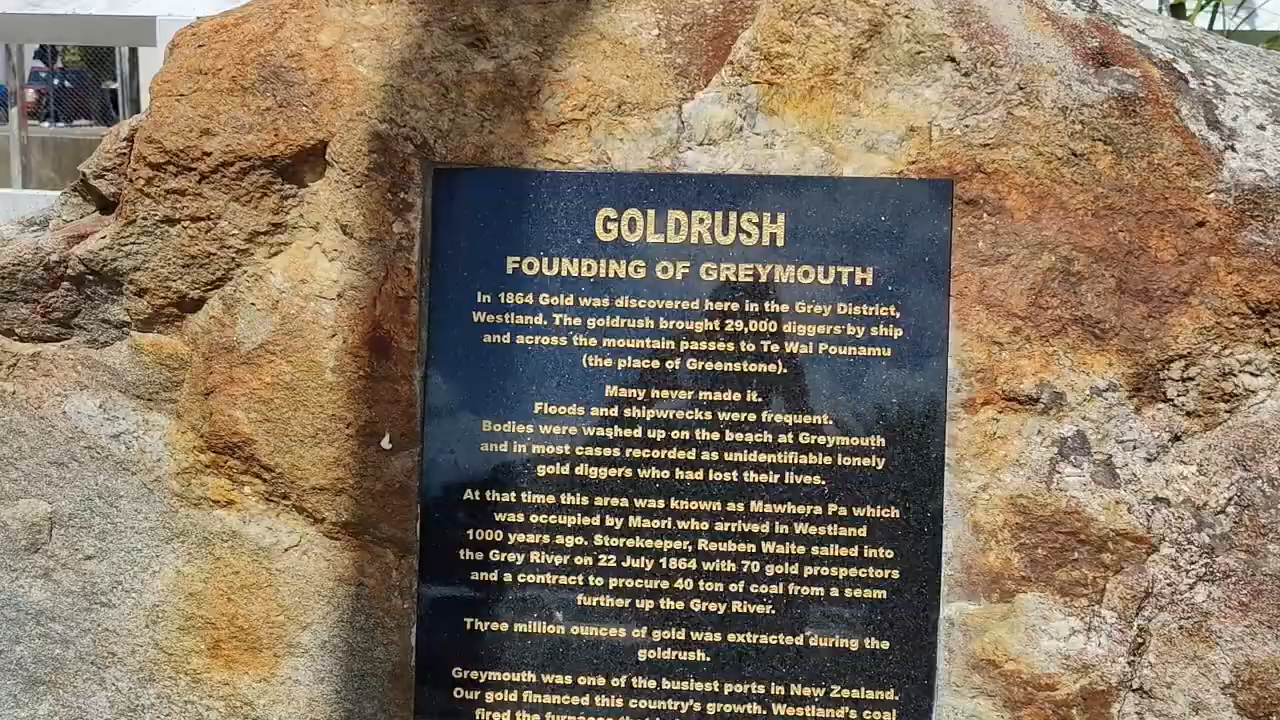 GOLDRUSH
FOUNDING OF GREYMOUTH
In 1864 Gold was discovered here in the Grey District,
Westland. The goldrush brought 29,000 diggers by ship
and across the mountain passes to Te Wai Pounamu
(the place of Greenstone).
Many never made it.
Floods and shipwrecks were frequent.
Bodies were washed up on the beach at Greymouth
and in most cases recorded as unidentifiable lonely
gold diggers who had lost their lives.
At that time this area was known as Mawhera Pa which
was occupied by Maori who arrived in Westland
1000 years ago. Storekeeper, Reuben Waite sailed into
the Grey River on 22 July 1864 with 70 gold prospectors
and a contract to procure 40 ton of coal from a seam
further up the Grey River.
Three million ounces of gold was extracted during the
goldrush.
Greymouth was one of the busiest ports in New Zealand.
Our gold financed this country's growth. Westland's coal
fired the